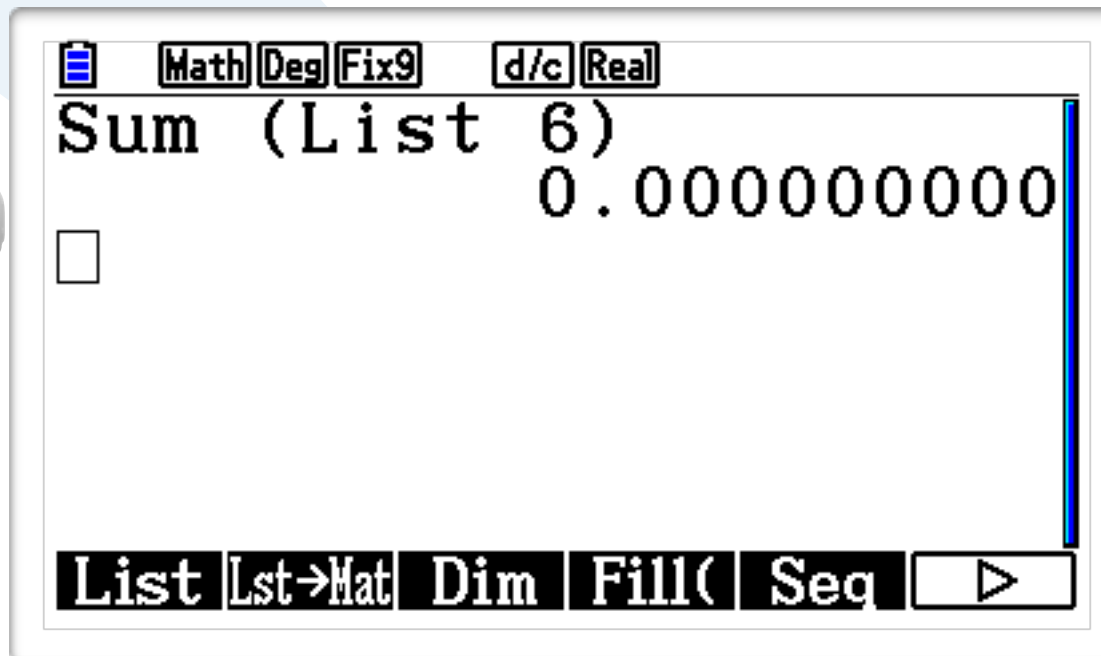 Math Deg Fix9 d/c Real
Sum (List 6)
0.000000000
List Lst→Mat Dim Fill( Seq ▷